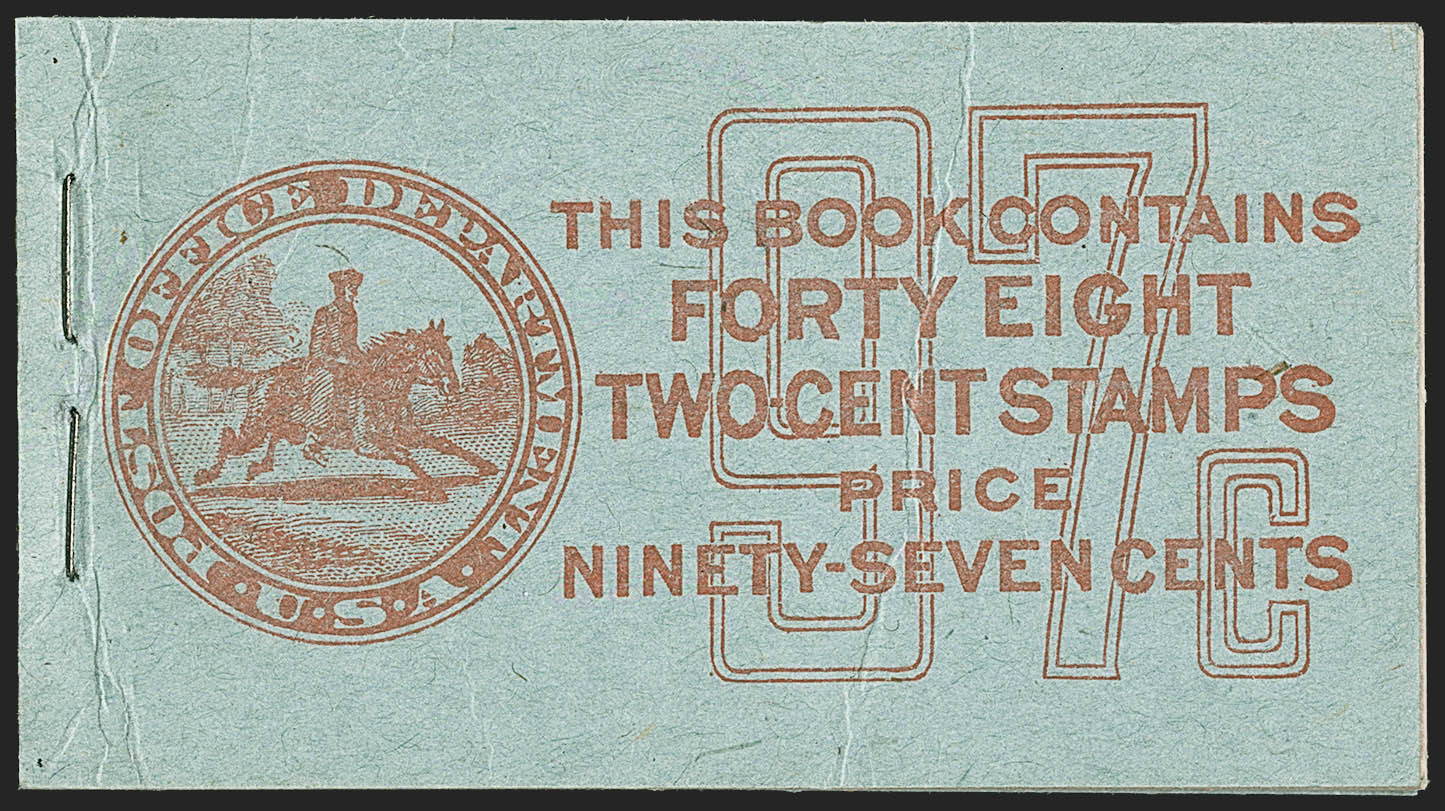 POST OFFICE DEPARTMENT
· U · S · A ·
97C
THIS BOOK CONTAINS
FORTY EIGHT
TWO-CENT STAMPS
PRICE
NINETY-SEVEN CENTS